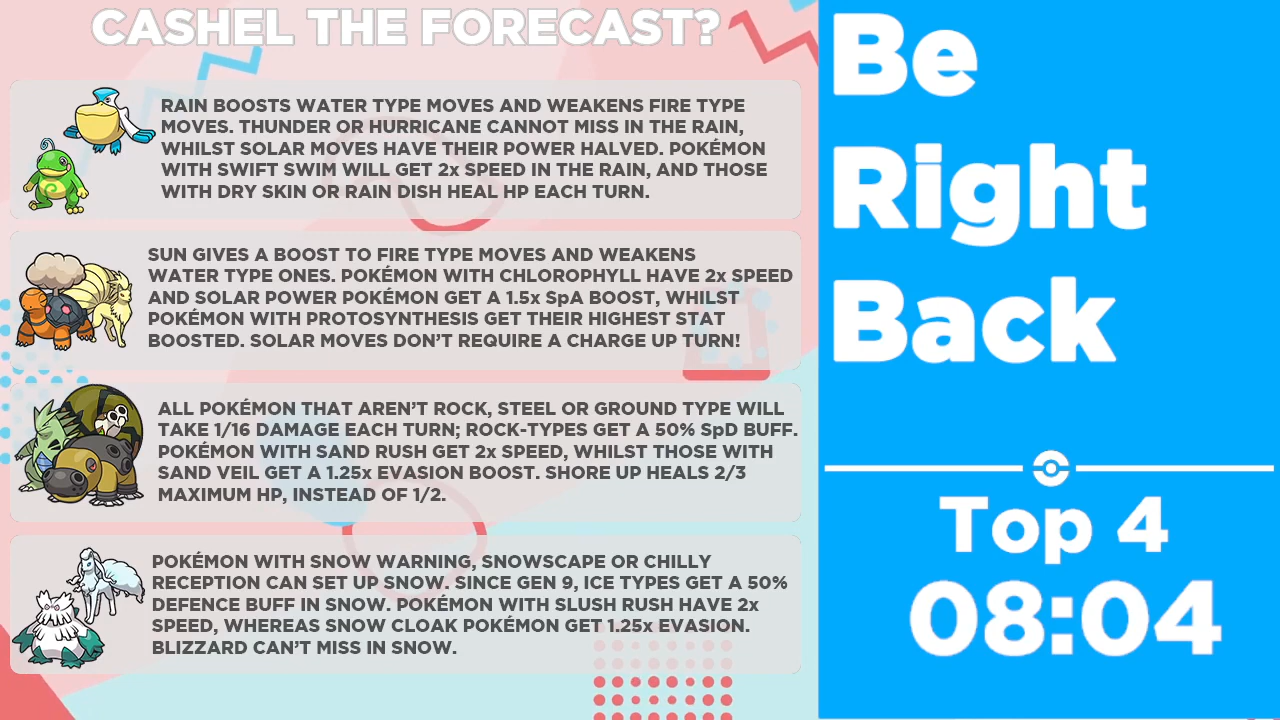 CASHEL THE FORECAST?
RAIN BOOSTS WATER TYPE MOVES AND WEAKENS FIRE TYPE
MOVES. THUNDER OR HURRICANE CANNOT MISS IN THE RAIN,
WHILST SOLAR MOVES HAVE THEIR POWER HALVED. POKÉMON
WITH SWIFT SWIM WILL GET 2x SPEED IN THE RAIN, AND THOSE
WITH DRY SKIN OR RAIN DISH HEAL HP EACH TURN.
SUN GIVES A BOOST TO FIRE TYPE MOVES AND WEAKENS
WATER TYPE ONES. POKÉMON WITH CHLOROPHYLL HAVE 2x SPEED
AND SOLAR POWER POKÉMON GET A 1.5x SpA BOOST, WHILST
POKÉMON WITH PROTOSYNTHESIS GET THEIR HIGHEST STAT
BOOSTED. SOLAR MOVES DON'T REQUIRE A CHARGE UP TURN!
ALL POKÉMON THAT AREN'T ROCK, STEEL OR GROUND TYPE WILL
TAKE 1/16 DAMAGE EACH TURN; ROCK-TYPES GET A 50% SpD BUFF.
POKÉMON WITH SAND RUSH GET 2x SPEED, WHILST THOSE WITH
SAND VEIL GET A 1.25x EVASION BOOST. SHORE UP HEALS 2/3
MAXIMUM HP, INSTEAD OF 1/2.
POKÉMON WITH SNOW WARNING, SNOWSCAPE OR CHILLY
RECEPTION CAN SET UP SNOW. SINCE GEN 9, ICE TYPES GET A 50%
DEFENCE BUFF IN SNOW. POKÉMON WITH SLUSH RUSH HAVE 2x
SPEED, WHEREAS SNOW CLOAK POKÉMON GET 1.25x EVASION.
BLIZZARD CAN'T MISS IN SNOW.
Be
Right
Back
Top 4
08:04